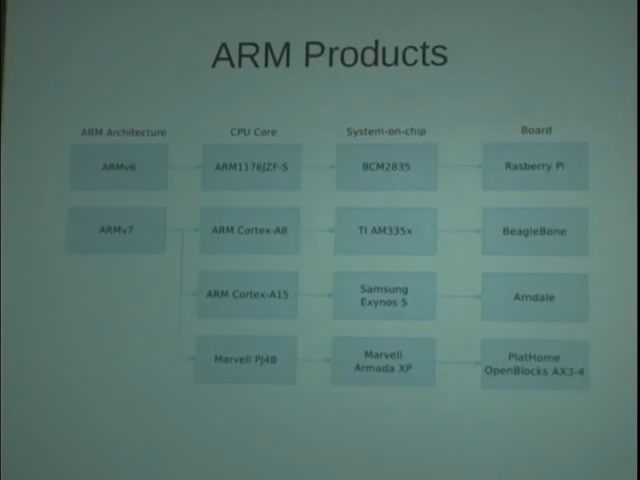 ARM Products
ARM Architecture CPU Core System-on-chip Board
ARMv6 ARM1176JZF-S BCM2835 Rasberry Pi
ARMv7 ARM Cortex-A8 TI AM335x BeagleBone
ARM Cortex-A15 Samsung Exynos 5 Arndale
Marvell PJ4B Marvell Armada XP PlatHome OpenBlocks AX3-4